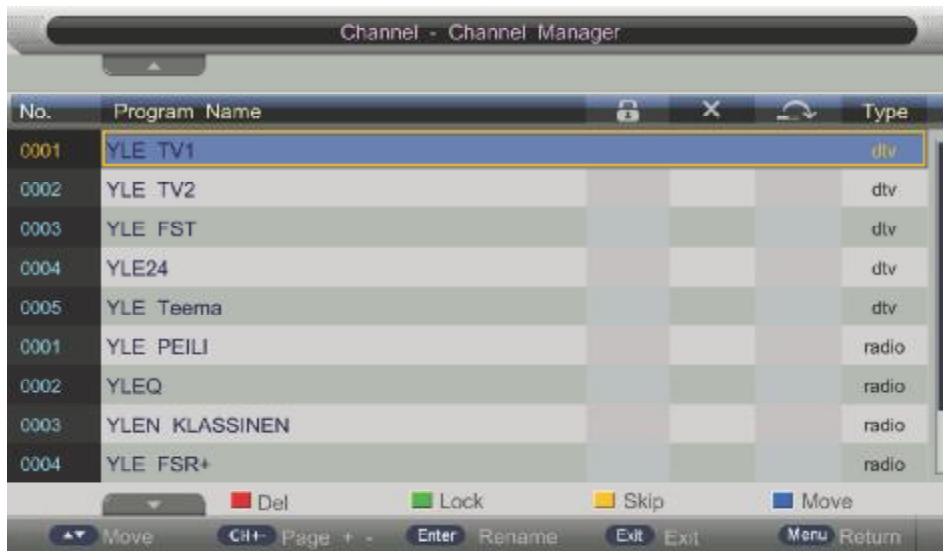 Channel - Channel Manager
No. Program Name Type
0001 YLE TV1 dtv
0002 YLE TV2 dtv
0003 YLE FST dtv
0004 YLE24 dtv
0005 YLE Teema dtv
0001 YLE PEILI radio
0002 YLEQ radio
0003 YLEN KLASSINEN radio
0004 YLE FSR+ radio
Del Lock Skip Move
Move CH+- Page + - Enter Rename Exit Exit Menu Return